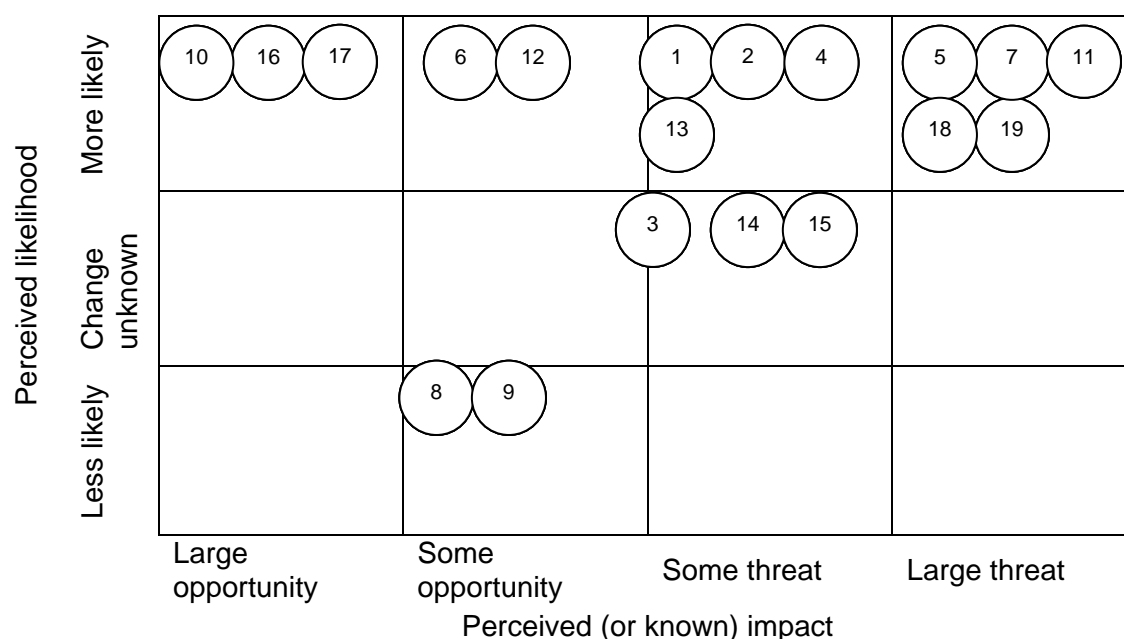 Perceived likelihood
More likely
Change
unknown
Less likely
10 16 17 6 12 1 2 4 5 7 11
13 18 19
3 14 15
8 9
Large
opportunity
Some
opportunity
Some threat
Large threat
Perceived (or known) impact